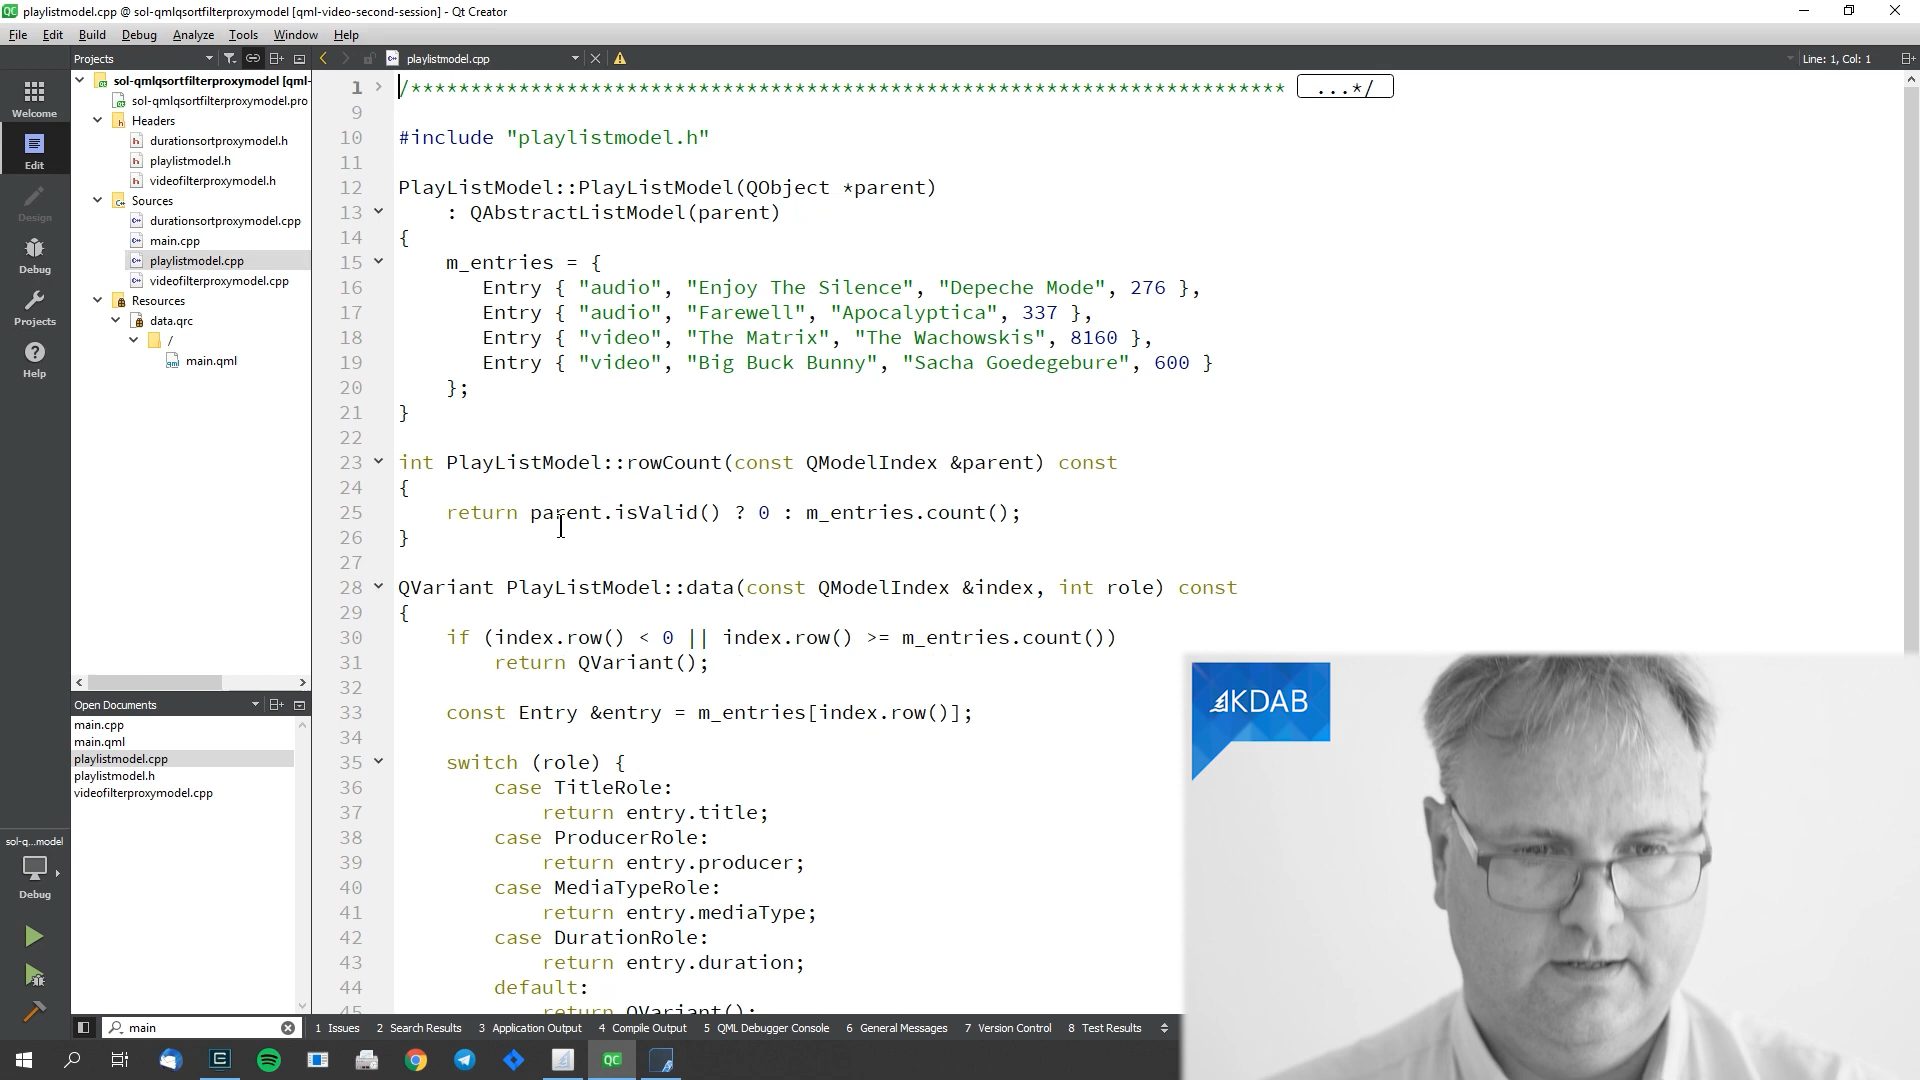 playlistmodel.cpp @ sol-qmlqsortfilterproxymodel [qml-video-second-session] - Qt Creator
File Edit Build Debug Analyze Tools Window Help
Projects
playlistmodel.cpp
Line: 1, Col: 1
Welcome
Edit
Design
Debug
Projects
Help
sol-qmlqsortfilterproxymodel [qml-
sol-qmlqsortfilterproxymodel.pro
Headers
durationsortproxymodel.h
playlistmodel.h
videofilterproxymodel.h
Sources
durationsortproxymodel.cpp
main.cpp
playlistmodel.cpp
videofilterproxymodel.cpp
Resources
data.qrc
/
main.qml
Open Documents
main.cpp
main.qml
playlistmodel.cpp
playlistmodel.h
videofilterproxymodel.cpp
sol-q...model
Debug
1 /************************************************************************* ...*/
9
10 #include "playlistmodel.h"
11
12 PlayListModel::PlayListModel(QObject *parent)
13 : QAbstractListModel(parent)
14 {
15 m_entries = {
16 Entry { "audio", "Enjoy The Silence", "Depeche Mode", 276 },
17 Entry { "audio", "Farewell", "Apocalyptica", 337 },
18 Entry { "video", "The Matrix", "The Wachowskis", 8160 },
19 Entry { "video", "Big Buck Bunny", "Sacha Goedegebure", 600 }
20 };
21 }
22
23 int PlayListModel::rowCount(const QModelIndex &parent) const
24 {
25 return parent.isValid() ? 0 : m_entries.count();
26 }
27
28 QVariant PlayListModel::data(const QModelIndex &index, int role) const
29 {
30 if (index.row() < 0 || index.row() >= m_entries.count())
31 return QVariant();
32
33 const Entry &entry = m_entries[index.row()];
34
35 switch (role) {
36 case TitleRole:
37 return entry.title;
38 case ProducerRole:
39 return entry.producer;
40 case MediaTypeRole:
41 return entry.mediaType;
42 case DurationRole:
43 return entry.duration;
44 default:
45 return QVariant();
KDAB
main
1 Issues 2 Search Results 3 Application Output 4 Compile Output 5 QML Debugger Console 6 General Messages 7 Version Control 8 Test Results
QC